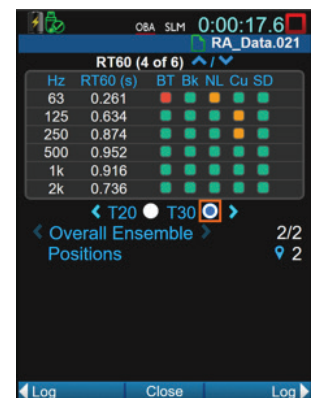 OBA SLM 0:00:17.6
RA_Data.021
RT60 (4 of 6) /
Hz RT60 (s) BT Bk NL Cu SD
63 0.261
125 0.634
250 0.874
500 0.952
1k 0.916
2k 0.736
T20 T30
Overall Ensemble 2/2
Positions 2
Log Close Log